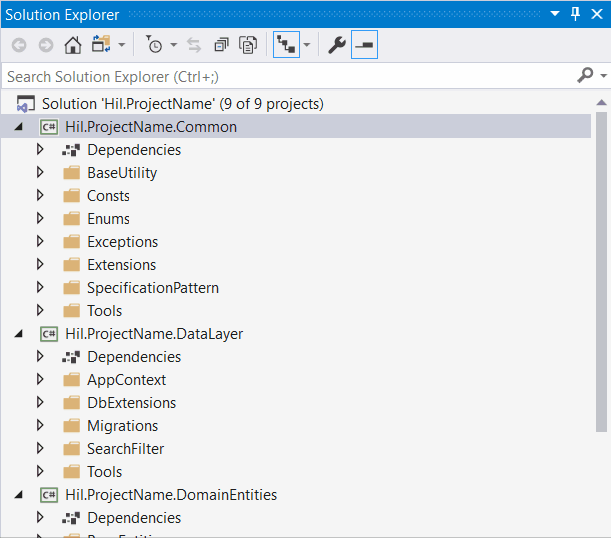 Solution Explorer
Search Solution Explorer (Ctrl+;)
Solution 'Hil.ProjectName' (9 of 9 projects)
C# Hil.ProjectName.Common
Dependencies
BaseUtility
Consts
Enums
Exceptions
Extensions
SpecificationPattern
Tools
C# Hil.ProjectName.DataLayer
Dependencies
AppContext
DbExtensions
Migrations
SearchFilter
Tools
C# Hil.ProjectName.DomainEntities
Dependencies